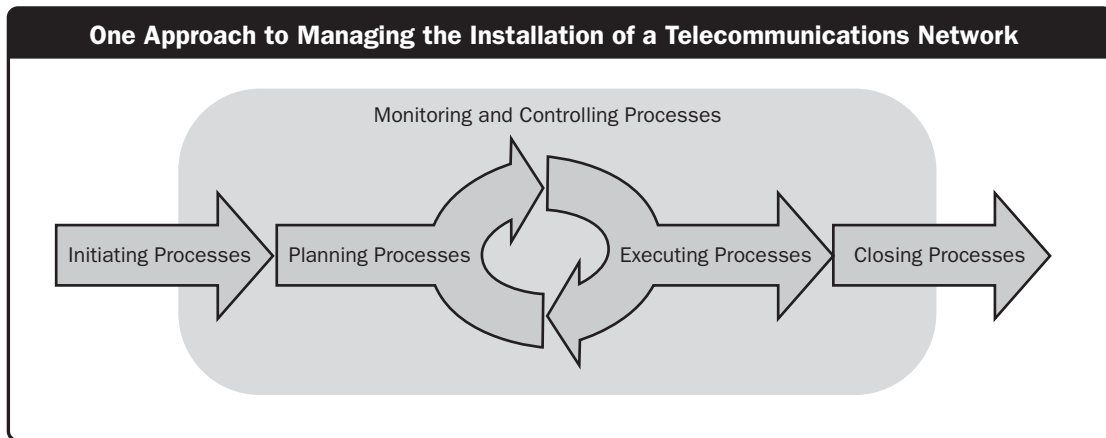 One Approach to Managing the Installation of a Telecommunications Network
Monitoring and Controlling Processes
Initiating Processes
Planning Processes
Executing Processes
Closing Processes